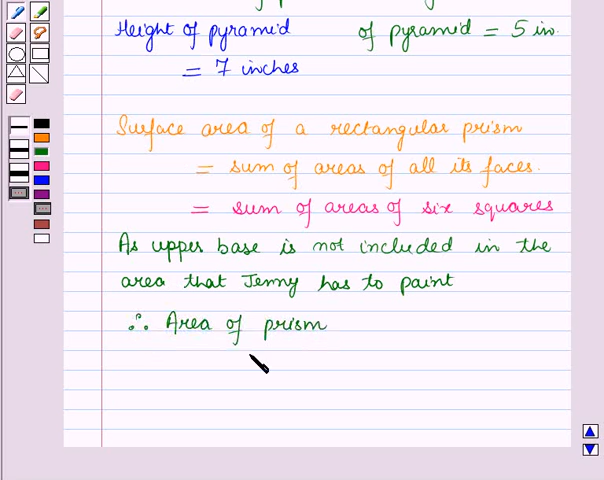 Height of pyramid of pyramid = 5 in.
= 7 inches
Surface area of a rectangular prism
= sum of areas of all its faces.
= sum of areas of six squares
As upper base is not included in the
area that Jenny has to paint
∴ Area of prism